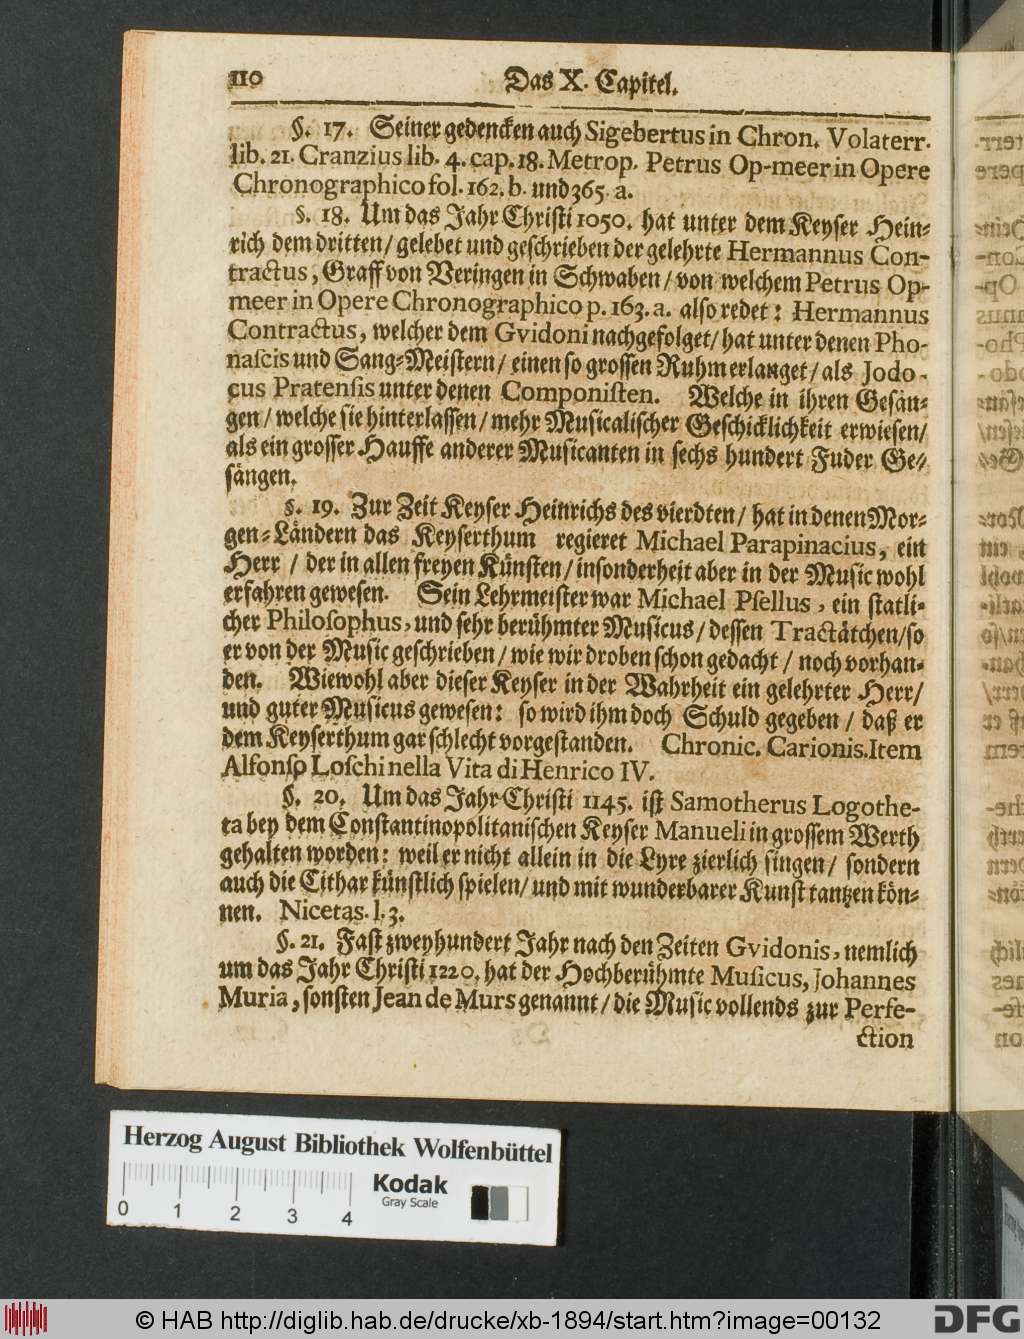 110 Das X. Capitel.
§. 17. Seiner gedencken auch Sigebertus in Chron. Volaterr.
lib. 21. Cranzius lib. 4. cap. 18. Metrop. Petrus Op-meer in Opere
Chronographico fol. 162. b. und 365. a.
§. 18. Um das Jahr Christi 1050. hat unter dem Keyser Hein-
rich dem dritten / gelebet und geschrieben der gelehrte Hermannus Con-
tractus, Graff von Veringen in Schwaben / von welchem Petrus Op-
meer in Opere Chronographico p. 163. a. also redet: Hermannus
Contractus, welcher dem Gvidoni nachgefolget / hat unter denen Pho-
nascis und Sang-Meistern / einen so grossen Ruhm erlanget / als Jodo-
cus Pratensis unter denen Componisten. Welche in ihren Gesän-
gen / welche sie hinterlassen / mehr Musicalischer Geschicklichkeit erwiesen /
als ein grosser Hauffe anderer Musicanten in sechs hundert Fuder Ge-
sängen.
§. 19. Zur Zeit Keyser Heinrichs des vierdten / hat in denen Mor-
gen-Ländern das Keyserthum regieret Michael Parapinacius, ein
Herr / der in allen freyen Künsten / insonderheit aber in der Music wohl
erfahren gewesen. Sein Lehrmeister war Michael Psellus, ein statli-
cher Philosophus, und sehr berühmter Musicus / dessen Tractätchen / so
er von der Music geschrieben / wie wir droben schon gedacht / noch vorhan-
den. Wiewohl aber dieser Keyser in der Wahrheit ein gelehrter Herr /
und guter Musicus gewesen: so wird ihm doch Schuld gegeben / daß er
dem Keyserthum gar schlecht vorgestanden. Chronic. Carionis. Item
Alfonso Loschi nella Vita di Henrico IV.
§. 20. Um das Jahr Christi 1145. ist Samotherus Logothe-
ta bey dem Constantinopolitanischen Keyser Manueli in grossem Werth
gehalten worden: weil er nicht allein in die Lyre zierlich singen / sondern
auch die Cithar künstlich spielen / und mit wunderbarer Kunst tantzen kön-
nen. Nicetas. l. 3.
§. 21. Fast zweyhundert Jahr nach den Zeiten Gvidonis, nemlich
um das Jahr Christi 1220. hat der Hochberühmte Musicus, Johannes
Muria, sonsten Jean de Murs genannt / die Music vollends zur Perfe-
ction
Herzog August Bibliothek Wolfenbüttel
0 1 2 3 4
Kodak
Gray Scale
© HAB http://diglib.hab.de/drucke/xb-1894/start.htm?image=00132
DFG